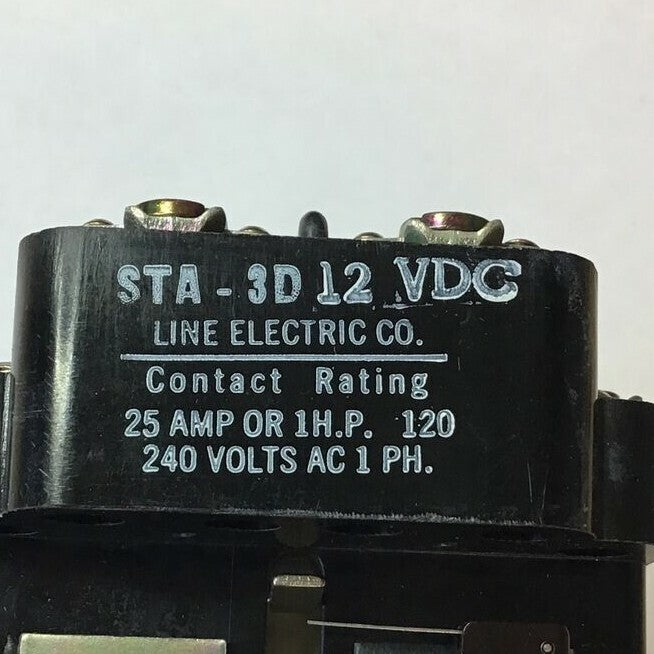 STA - 3D 12 VDC
LINE ELECTRIC CO.
Contact Rating
25 AMP OR 1H.P. 120
240 VOLTS AC 1 PH.